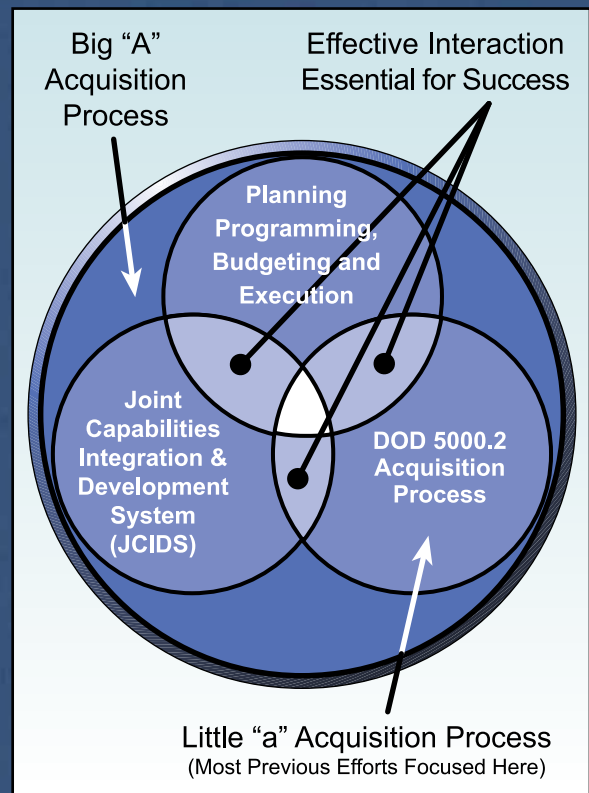 Big “A”
Acquisition
Process
Effective Interaction
Essential for Success
Planning
Programming,
Budgeting and
Execution
Joint
Capabilities
Integration &
Development
System
(JCIDS)
DOD 5000.2
Acquisition
Process
Little “a” Acquisition Process
(Most Previous Efforts Focused Here)